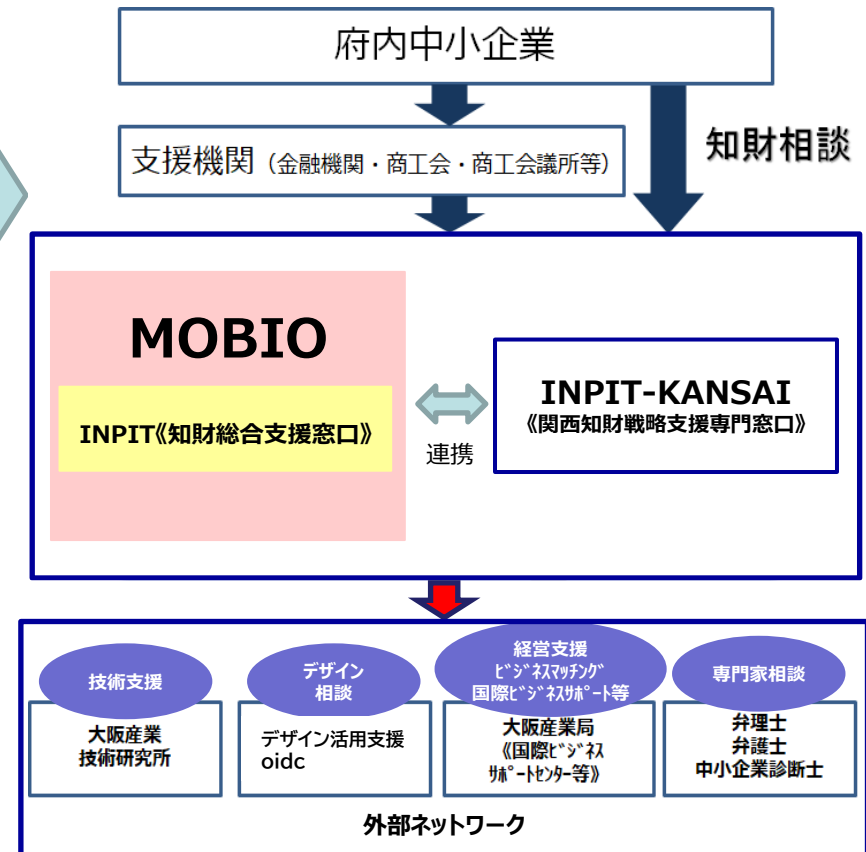 府内中小企業
支援機関（金融機関・商工会・商工会議所等）
知財相談
MOBIO
INPIT《知財総合支援窓口》
連携
INPIT-KANSAI
《関西知財戦略支援専門窓口》
技術支援
大阪産業
技術研究所
デザイン
相談
デザイン活用支援
oidc
経営支援
ﾋﾞｼﾞﾈｽﾏｯﾁﾝｸﾞ
国際ﾋﾞｼﾞﾈｽｻﾎﾟｰﾄ等
大阪産業局
《国際ﾋﾞｼﾞﾈｽ
ｻﾎﾟｰﾄセンター等》
専門家相談
弁理士
弁護士
中小企業診断士
外部ネットワーク